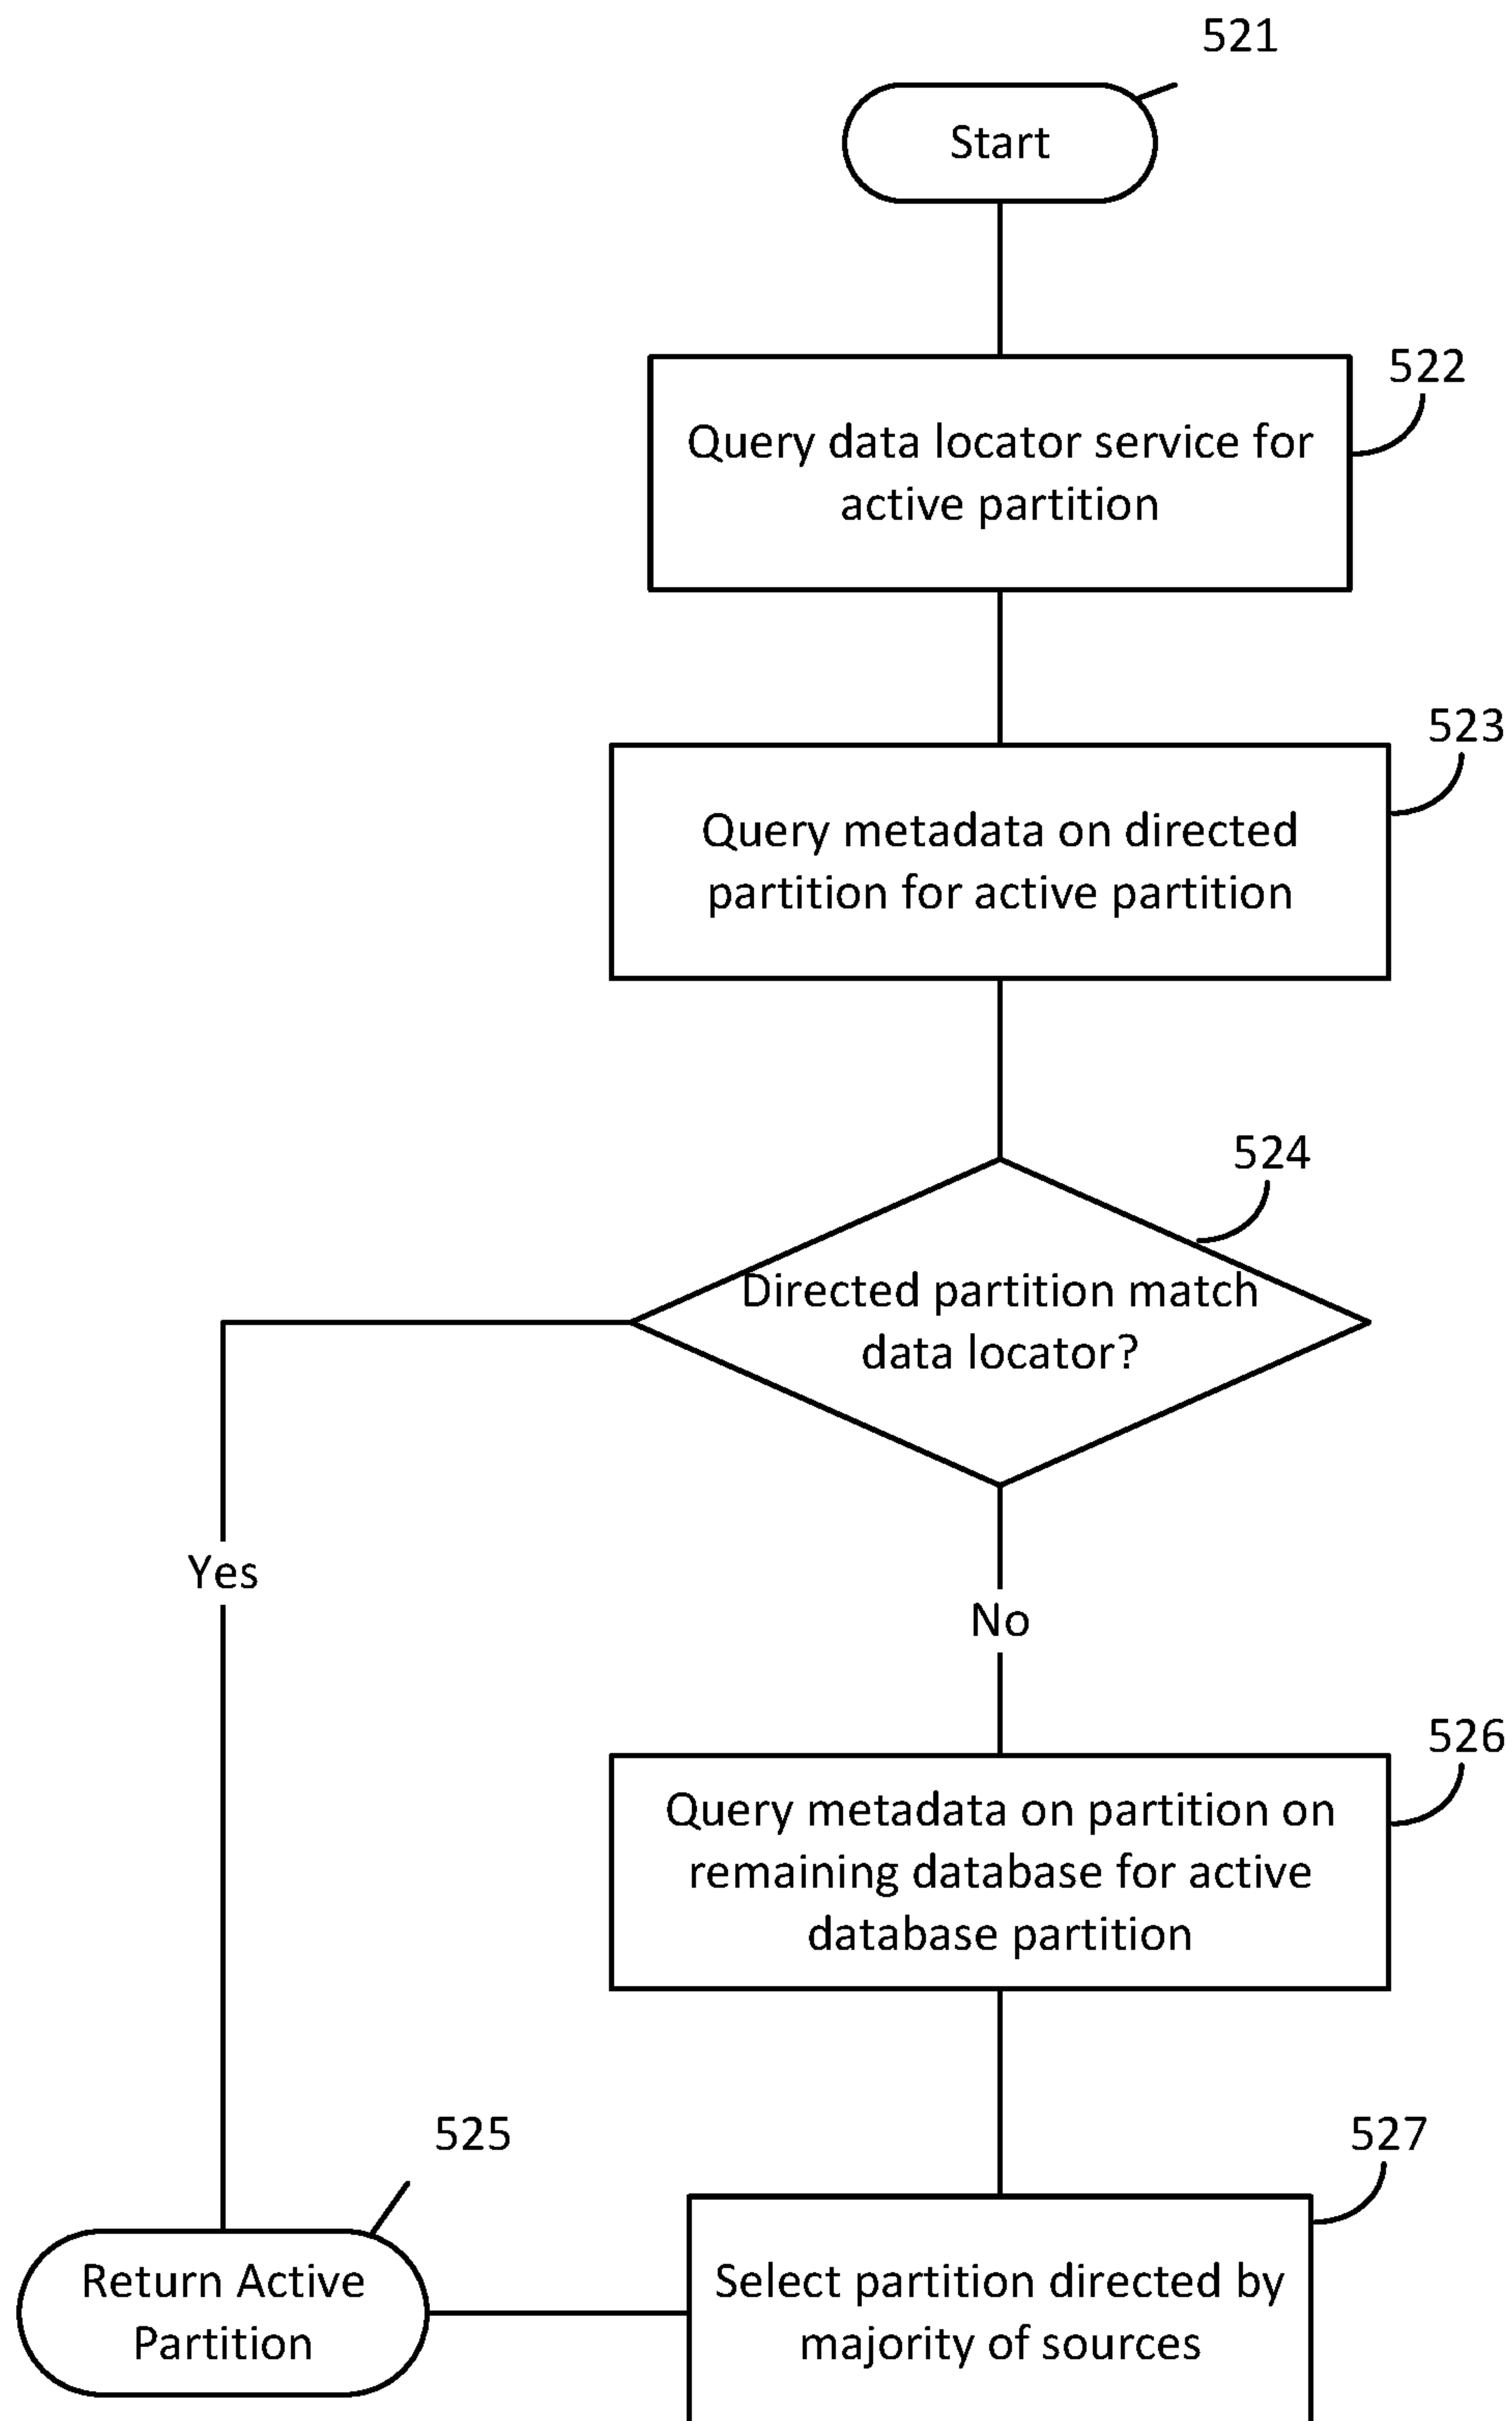 521
Start
522
Query data locator service for
active partition
523
Query metadata on directed
partition for active partition
524
Directed partition match
data locator?
Yes
No
526
Query metadata on partition on
remaining database for active
database partition
525
527
Return Active
Partition
Select partition directed by
majority of sources